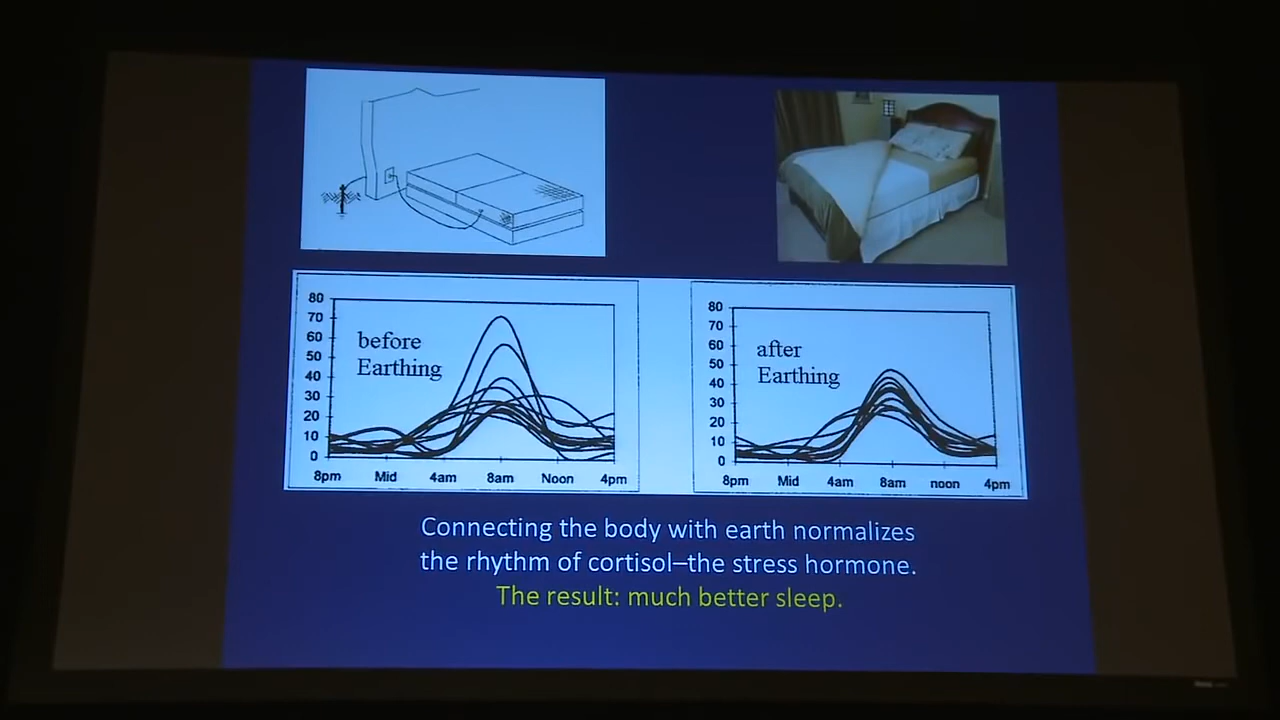 80
70
60
50
40
30
20
10
0
before
Earthing
8pm Mid 4am 8am Noon 4pm
80
70
60
50
40
30
20
10
0
after
Earthing
8pm Mid 4am 8am noon 4pm
Connecting the body with earth normalizes
the rhythm of cortisol–the stress hormone.
The result: much better sleep.